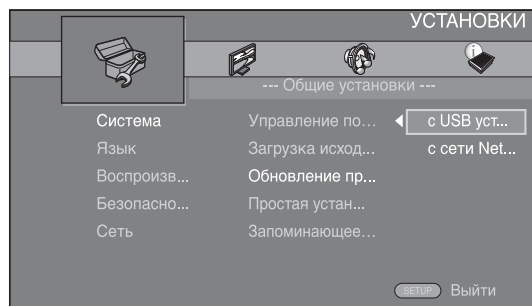 УСТАНОВКИ
--- Общие установки ---
Система Управление по... с USB уст...
Язык Загрузка исход... с сети Net...
Воспроизв... Обновление пр...
Безопасно... Простая устан...
Сеть Запоминающее...
SETUP Выйти